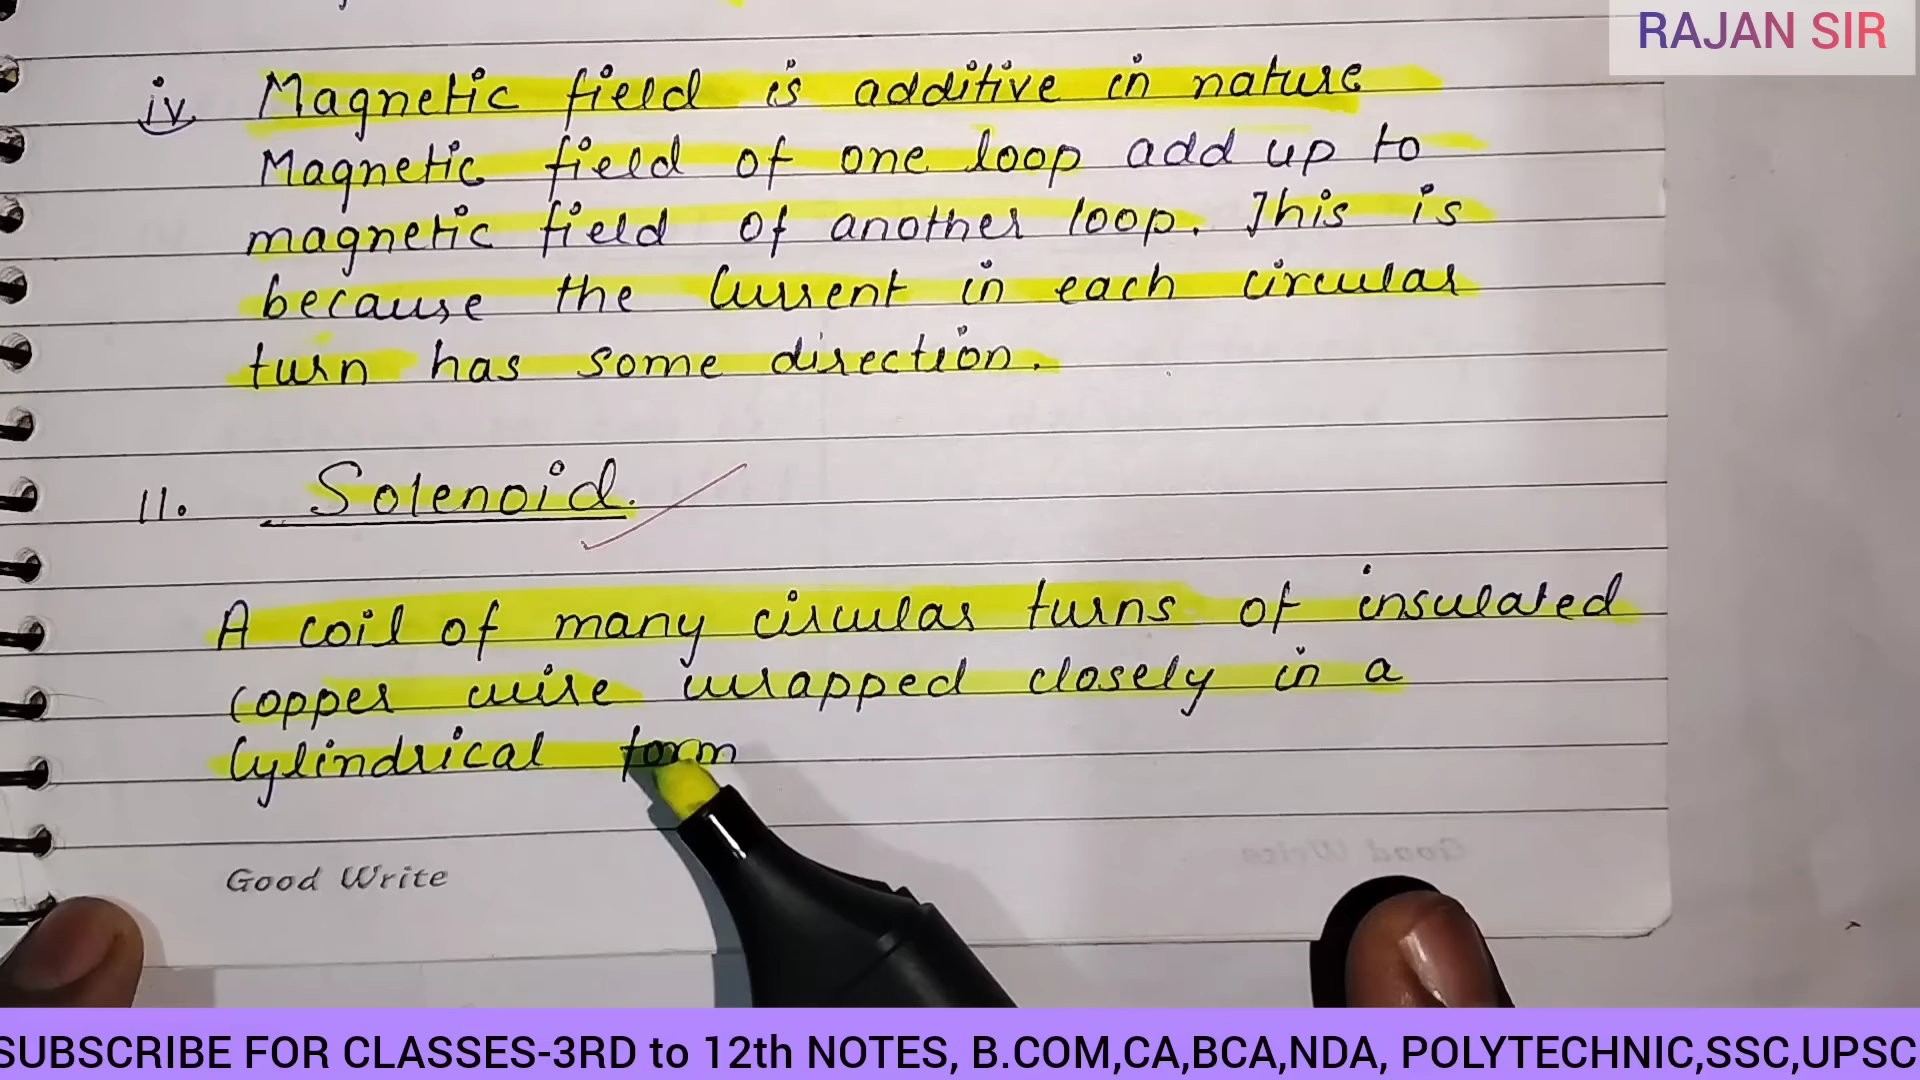 RAJAN SIR
iv. Magnetic field is additive in nature
Magnetic field of one loop add up to
magnetic field of another loop. This is
because the Current in each circular
turn has some direction.
11. Solenoid.
A coil of many circular turns of insulated
copper wire wrapped closely in a
Cylindrical form
Good Write
SUBSCRIBE FOR CLASSES-3RD to 12th NOTES, B.COM,CA,BCA,NDA, POLYTECHNIC,SSC,UPSC